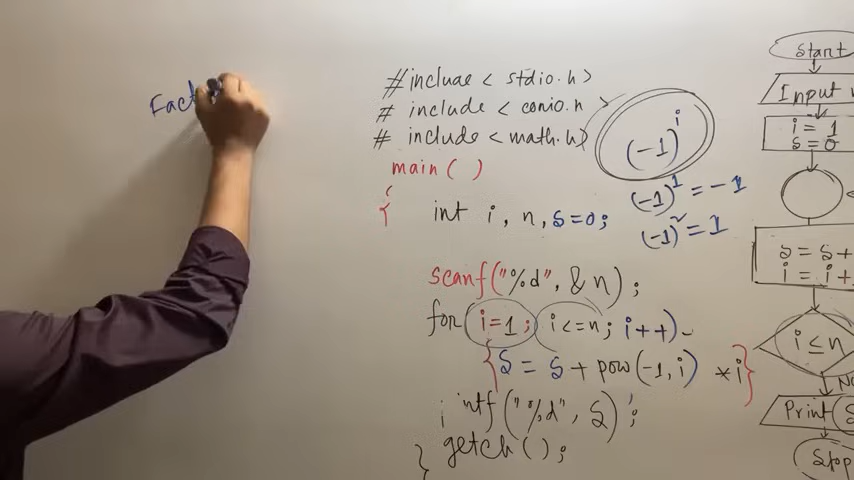 Fact
#include < stdio.h>
# include < conio.h >
# include < math.h)
main ( )
{
int i, n, s=0;
scanf("%d", & n) ;
for( i=1; i<=n; i++)
{ S = S + pow(-1, i) * i }
intf("%d", S) ;
getch ( ) ;
}
(-1)^i
(-1)^1 = -1
(-1)^2 = 1
Start
Input
i = 1
s = 0
s = s +
i = i +
i ≤ n
No
Print (S
Stop